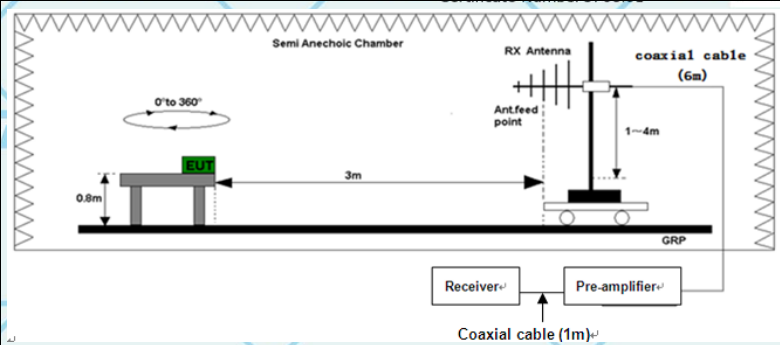 Semi Anechoic Chamber
RX Antenna
coaxial cable
(6m)
0°to 360°
Ant.feed
point
1~4m
EUT
3m
0.8m
GRP
Receiver
Pre-amplifier
Coaxial cable (1m)